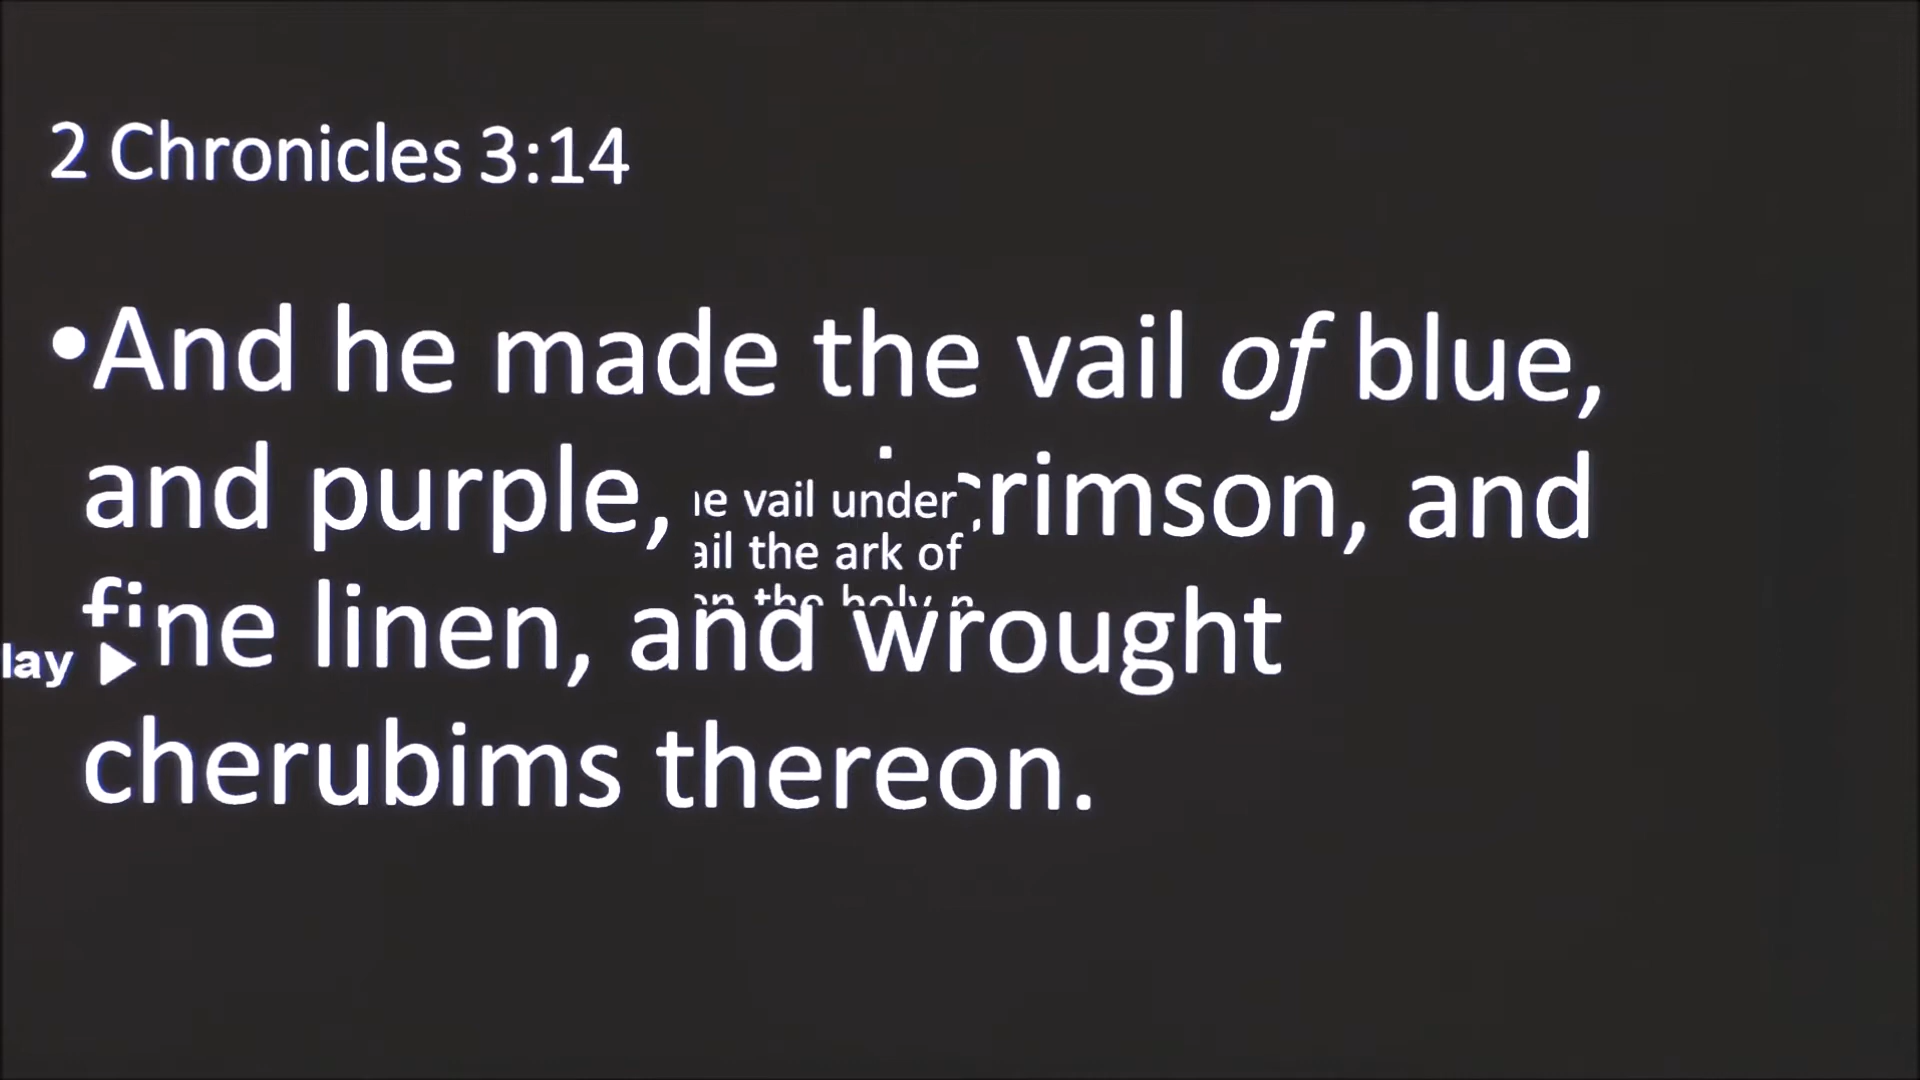 2 Chronicles 3:14
•And he made the vail of blue,
and purple, crimson, and
vail under
the ark of
fine linen, and wrought
lay ▶
cherubims thereon.